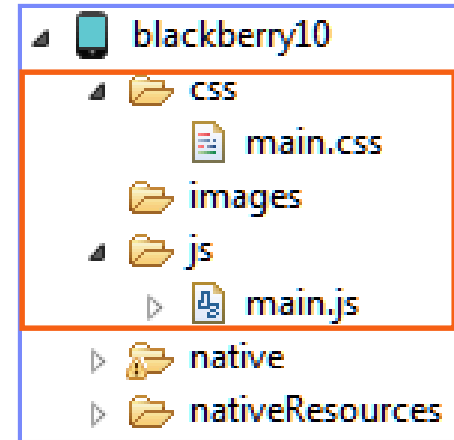 blackberry10
css
main.css
images
js
main.js
native
nativeResources